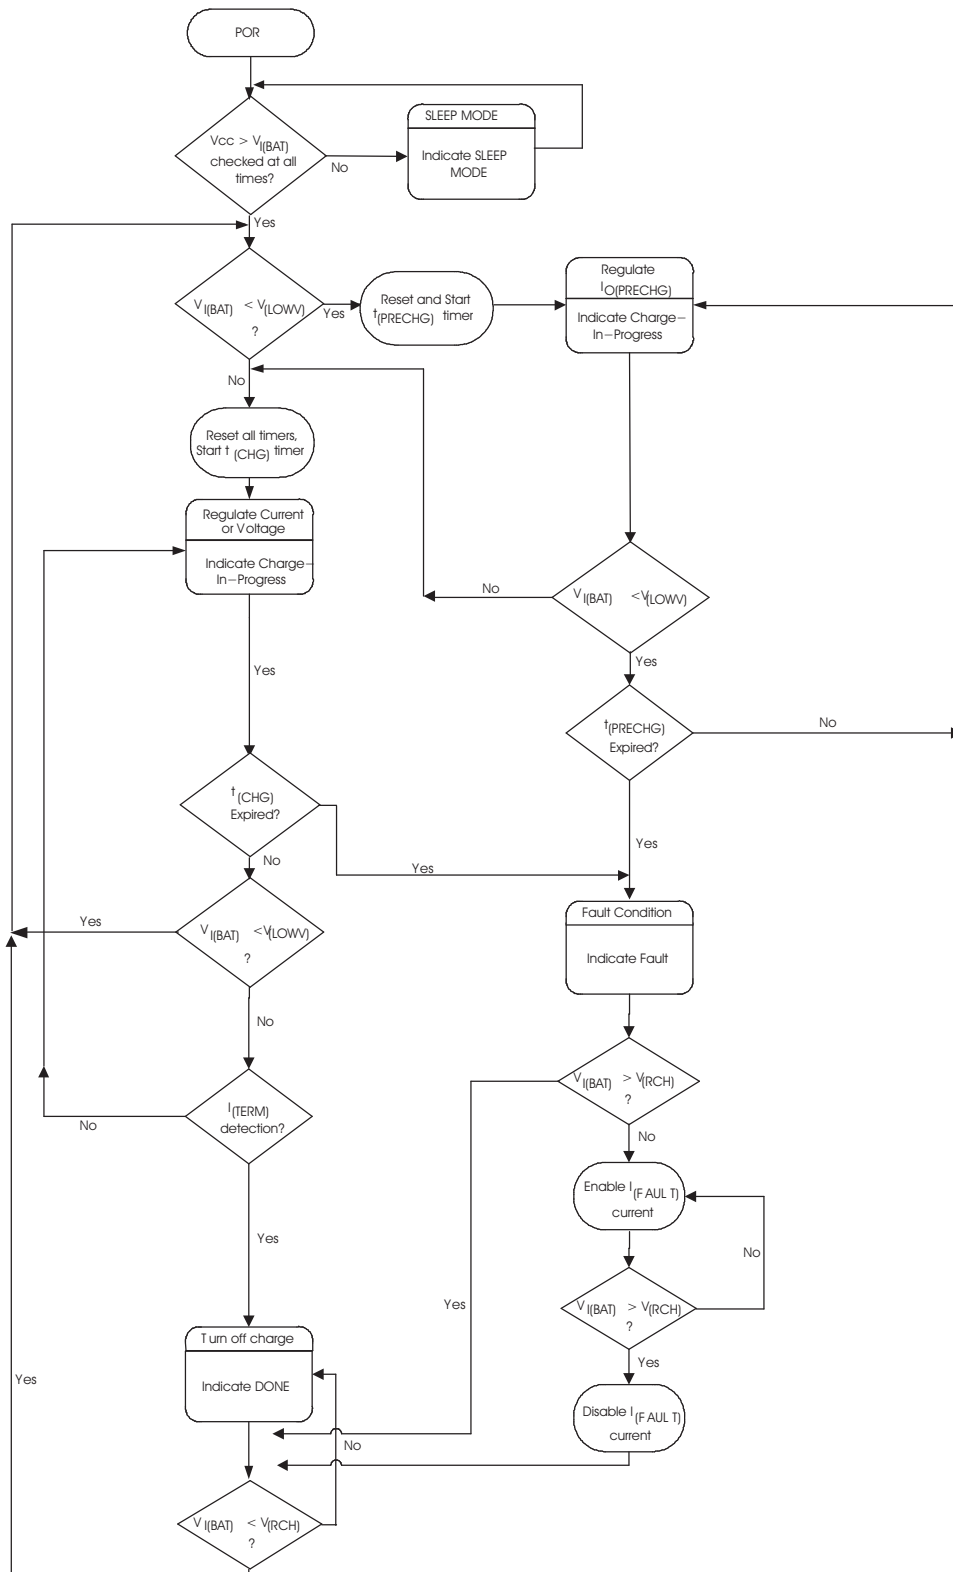 POR
Vcc > VI(BAT)
checked at all
times?
No
SLEEP MODE
Indicate SLEEP
MODE
Yes
VI(BAT) < V(LOWV)
?
Yes
Reset and Start
t(PRECHG) timer
Regulate
IO(PRECHG)
Indicate Charge–
In–Progress
No
Reset all timers,
Start t(CHG) timer
Regulate Current
or Voltage
Indicate Charge–
In–Progress
No
VI(BAT) <V(LOWV)
Yes
Yes
t(PRECHG)
Expired?
No
t(CHG)
Expired?
Yes
Yes
No
VI(BAT) <V(LOWV)
?
Yes
Fault Condition
Indicate Fault
No
VI(BAT) > V(RCH)
?
I(TERM)
detection?
No
No
Enable I(FAULT)
current
Yes
No
VI(BAT) > V(RCH)
?
Yes
Yes
Turn off charge
Indicate DONE
Yes
Disable I(FAULT)
current
No
VI(BAT) < V(RCH)
?